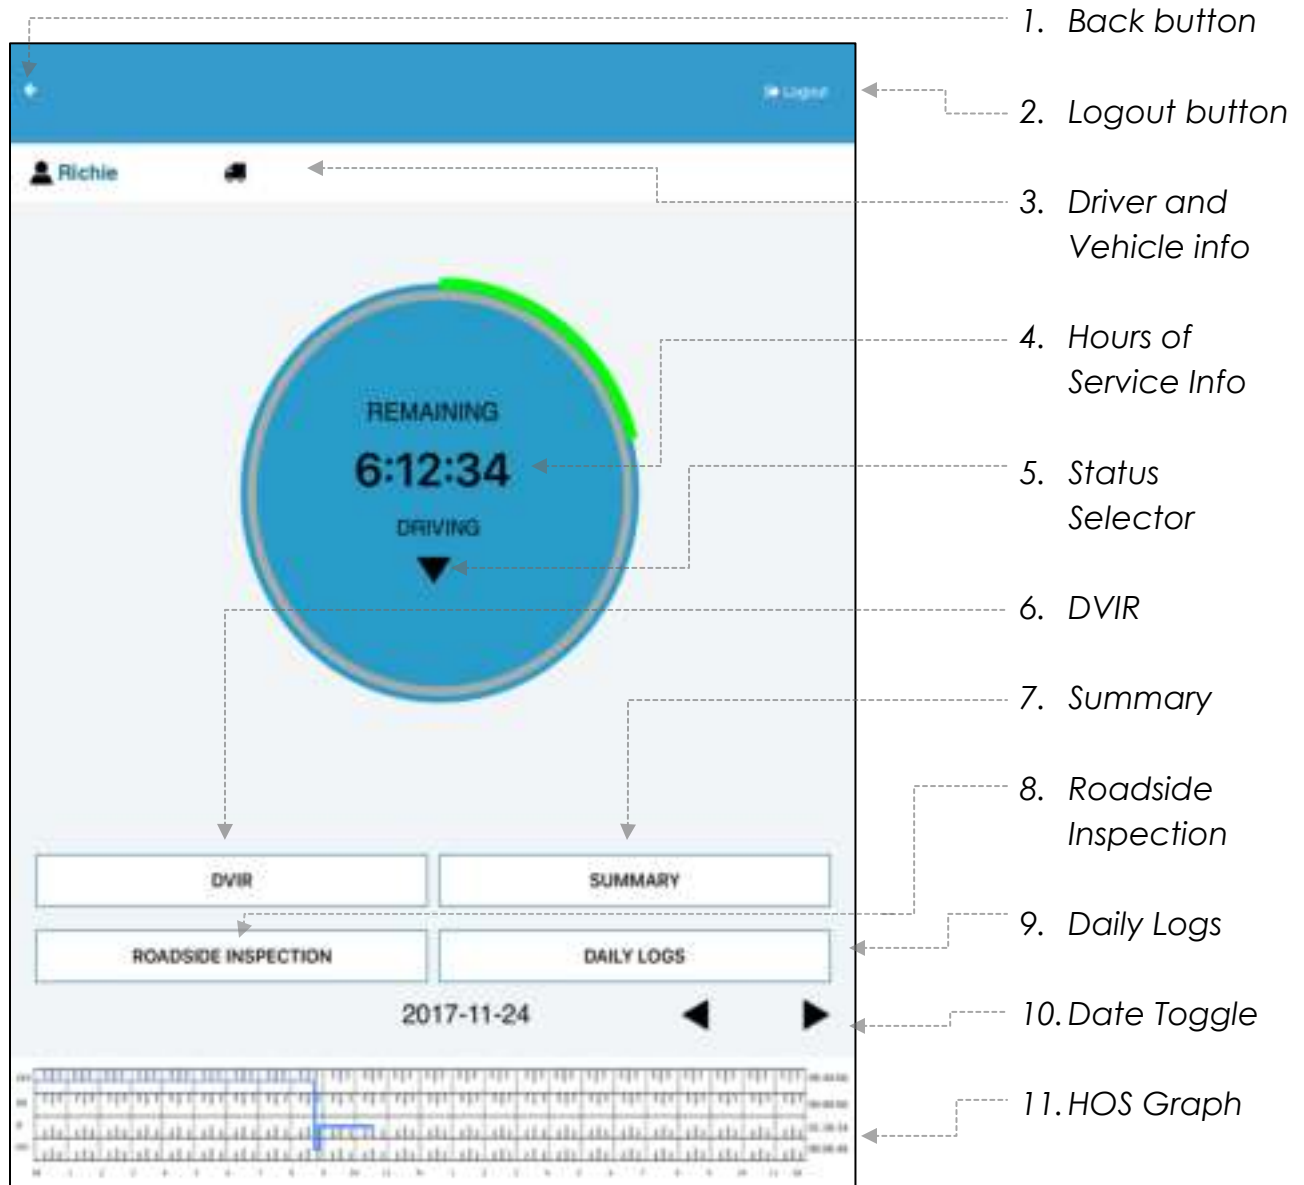 1. Back button
Logout
2. Logout button
Richie
3. Driver and
Vehicle info
4. Hours of
Service Info
REMAINING
6:12:34
DRIVING
5. Status
Selector
6. DVIR
7. Summary
8. Roadside
Inspection
DVIR
SUMMARY
9. Daily Logs
ROADSIDE INSPECTION
DAILY LOGS
10. Date Toggle
2017-11-24
11. HOS Graph